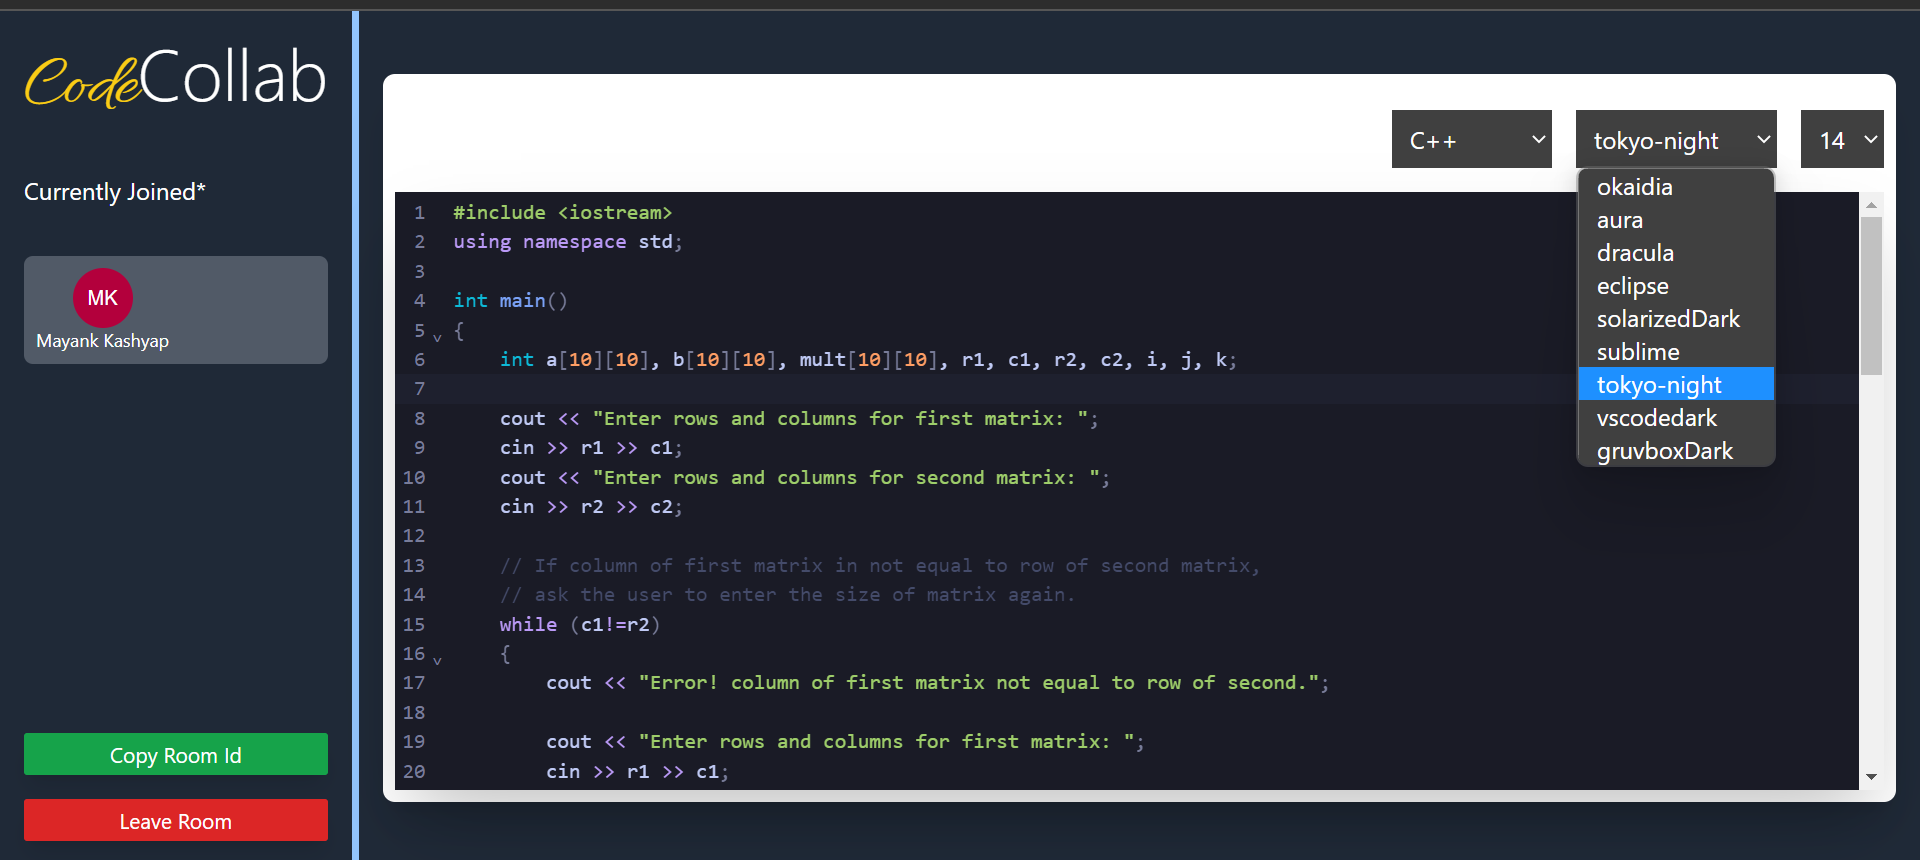 CodeCollab
Currently Joined*
MK
Mayank Kashyap
Copy Room Id
Leave Room
C++
tokyo-night
14
okaidia
aura
dracula
eclipse
solarizedDark
sublime
tokyo-night
vscodedark
gruvboxDark
1 #include <iostream>
2 using namespace std;
3
4 int main()
5 {
6     int a[10][10], b[10][10], mult[10][10], r1, c1, r2, c2, i, j, k;
7
8     cout << "Enter rows and columns for first matrix: ";
9     cin >> r1 >> c1;
10     cout << "Enter rows and columns for second matrix: ";
11     cin >> r2 >> c2;
12
13     // If column of first matrix in not equal to row of second matrix,
14     // ask the user to enter the size of matrix again.
15     while (c1!=r2)
16     {
17         cout << "Error! column of first matrix not equal to row of second.";
18
19         cout << "Enter rows and columns for first matrix: ";
20         cin >> r1 >> c1;